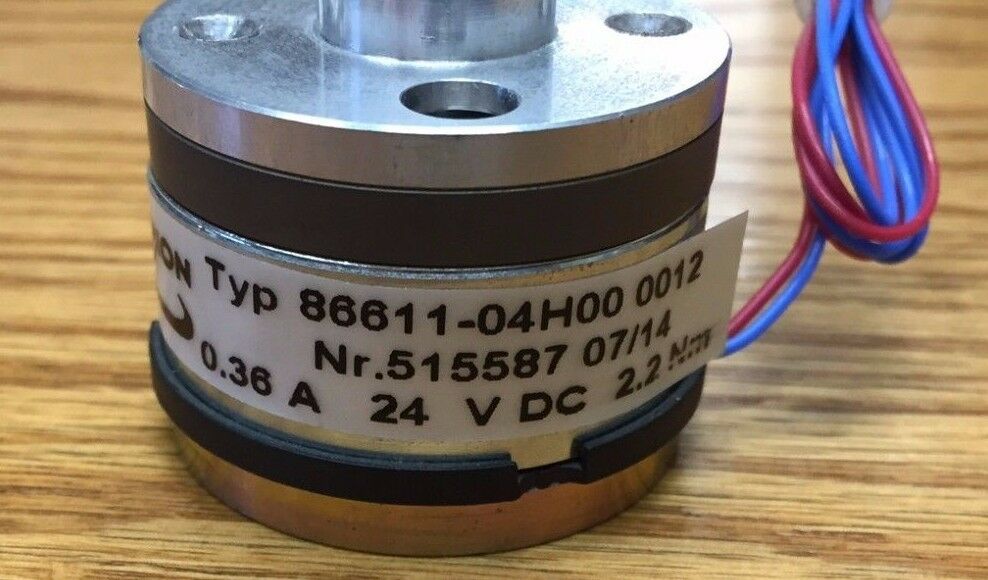 Typ 86611-04H00 0012
Nr.515587 07/14
0.36 A 24 V DC 2.2 Nm